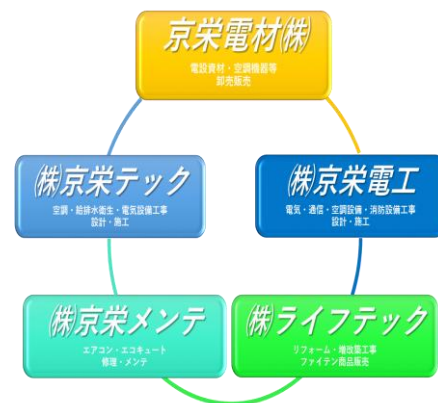 京栄電材㈱
電設資材・空調機器等
卸売販売
㈱京栄テック
空調・給排水衛生・電気設備工事
設計・施工
㈱京栄電工
電気・通信・空調設備・消防設備工事
設計・施工
㈱京栄メンテ
エアコン・エコキュート
修理・メンテ
㈱ライフテック
リフォーム・増改築工事
ファイテン商品販売